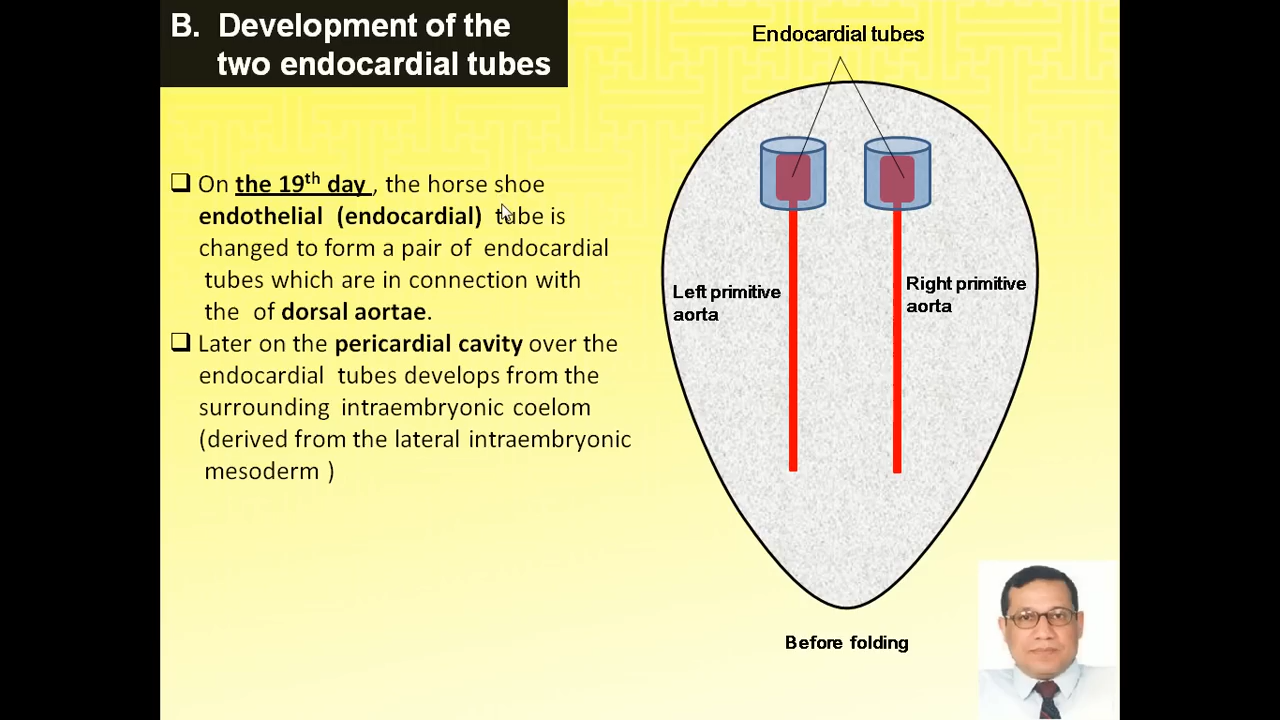 B. Development of the
two endocardial tubes
On the 19th day , the horse shoe
endothelial (endocardial) tube is
changed to form a pair of endocardial
tubes which are in connection with
the of dorsal aortae.
Later on the pericardial cavity over the
endocardial tubes develops from the
surrounding intraembryonic coelom
(derived from the lateral intraembryonic
mesoderm )
Endocardial tubes
Left primitive
aorta
Right primitive
aorta
Before folding